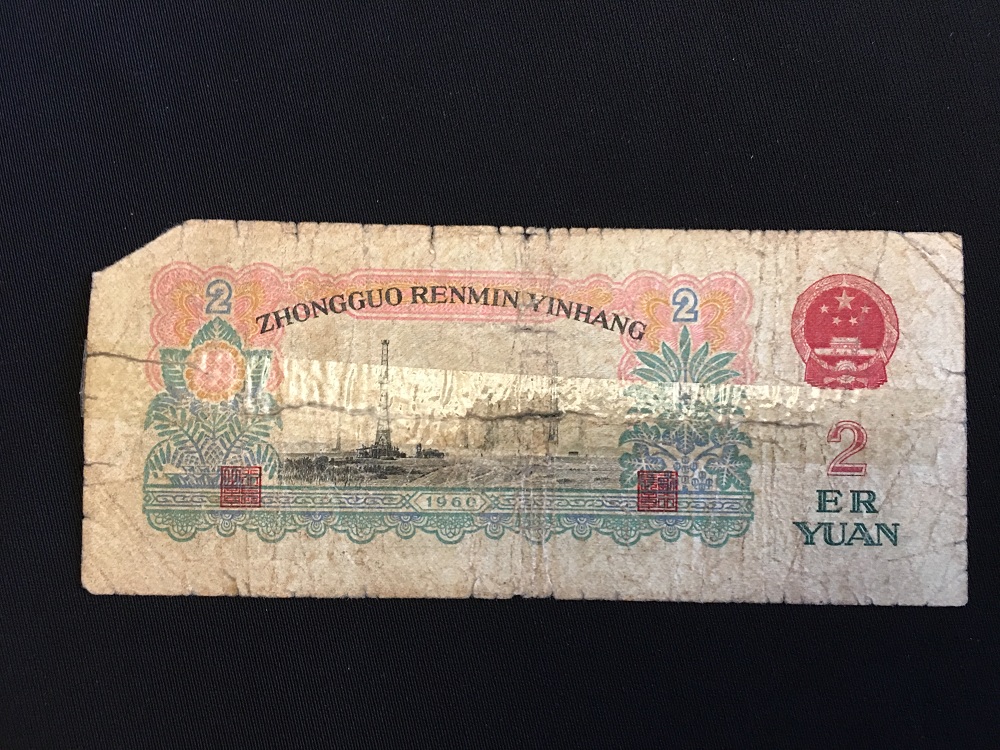 2
2
ZHONGGUO RENMIN YINHANG
1960
2
ER
YUAN